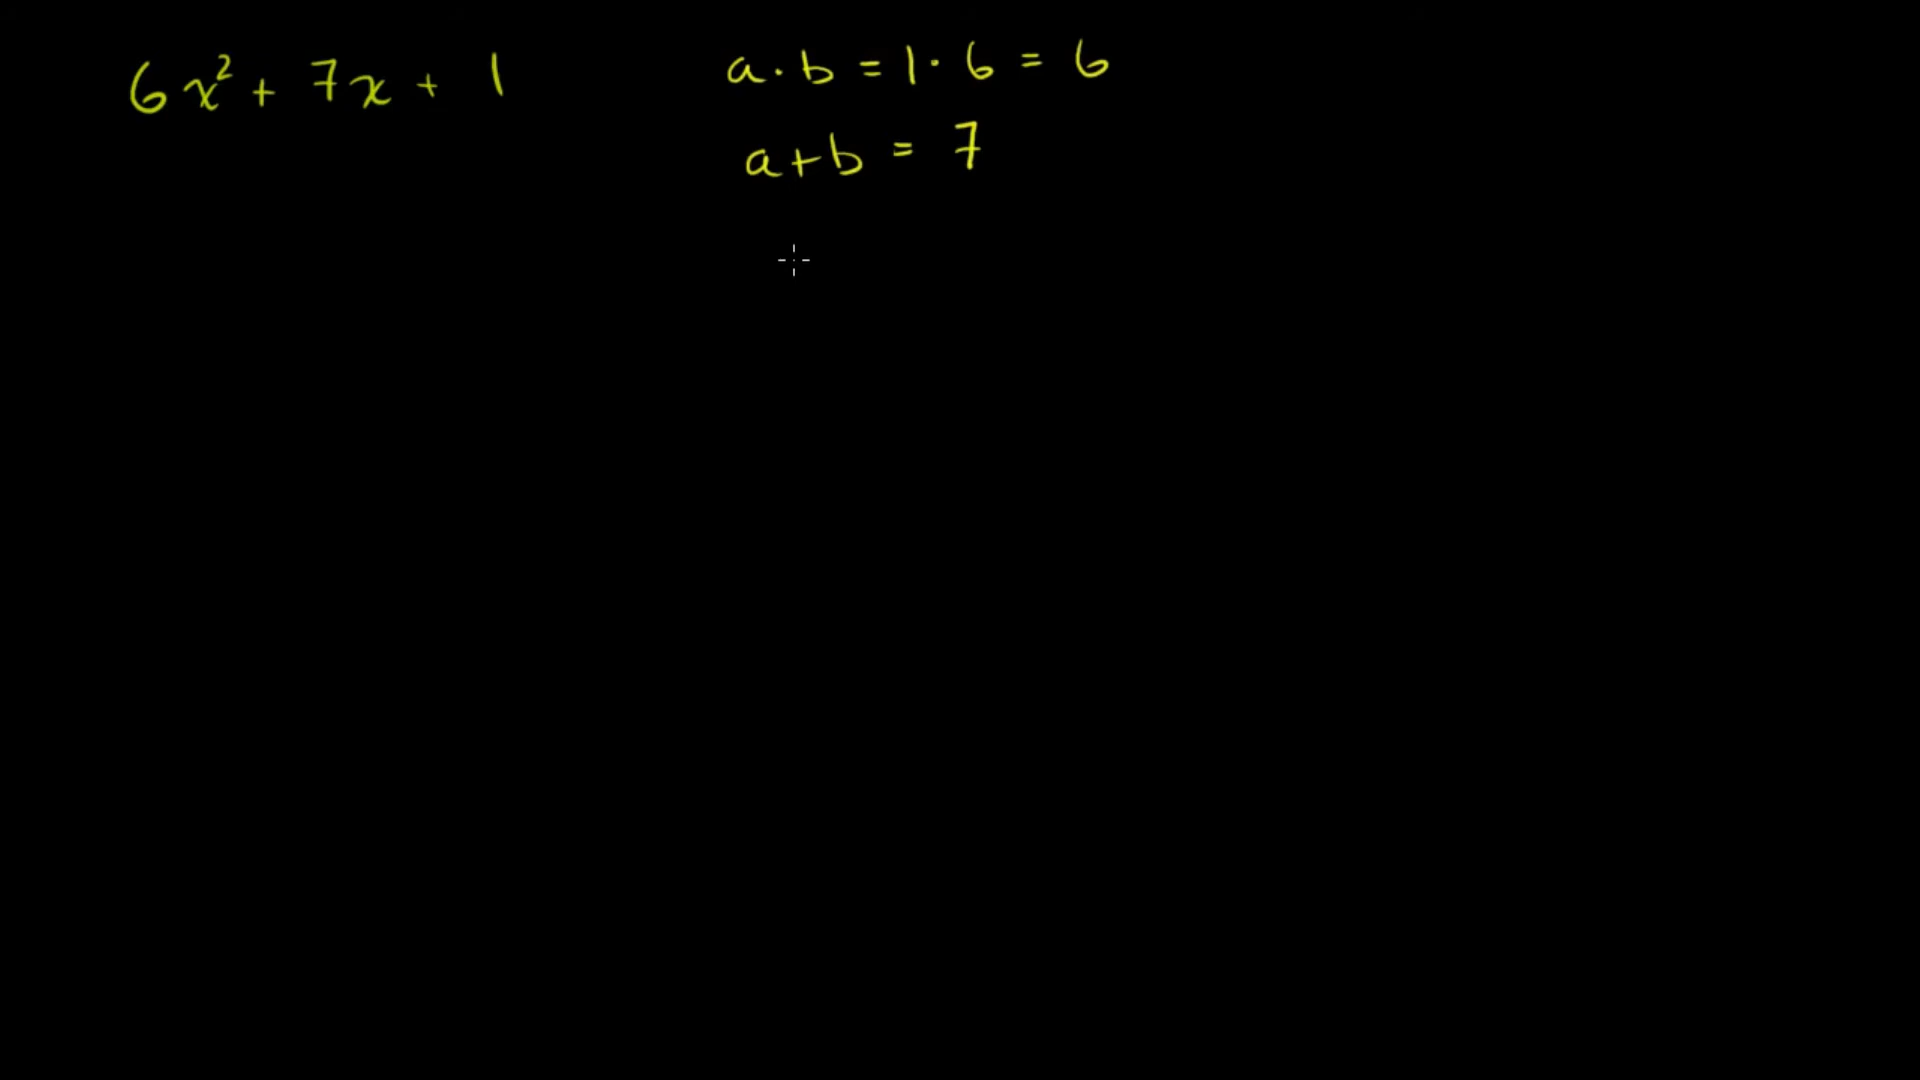 6x² + 7x + 1
a · b = 1 · 6 = 6
a + b = 7